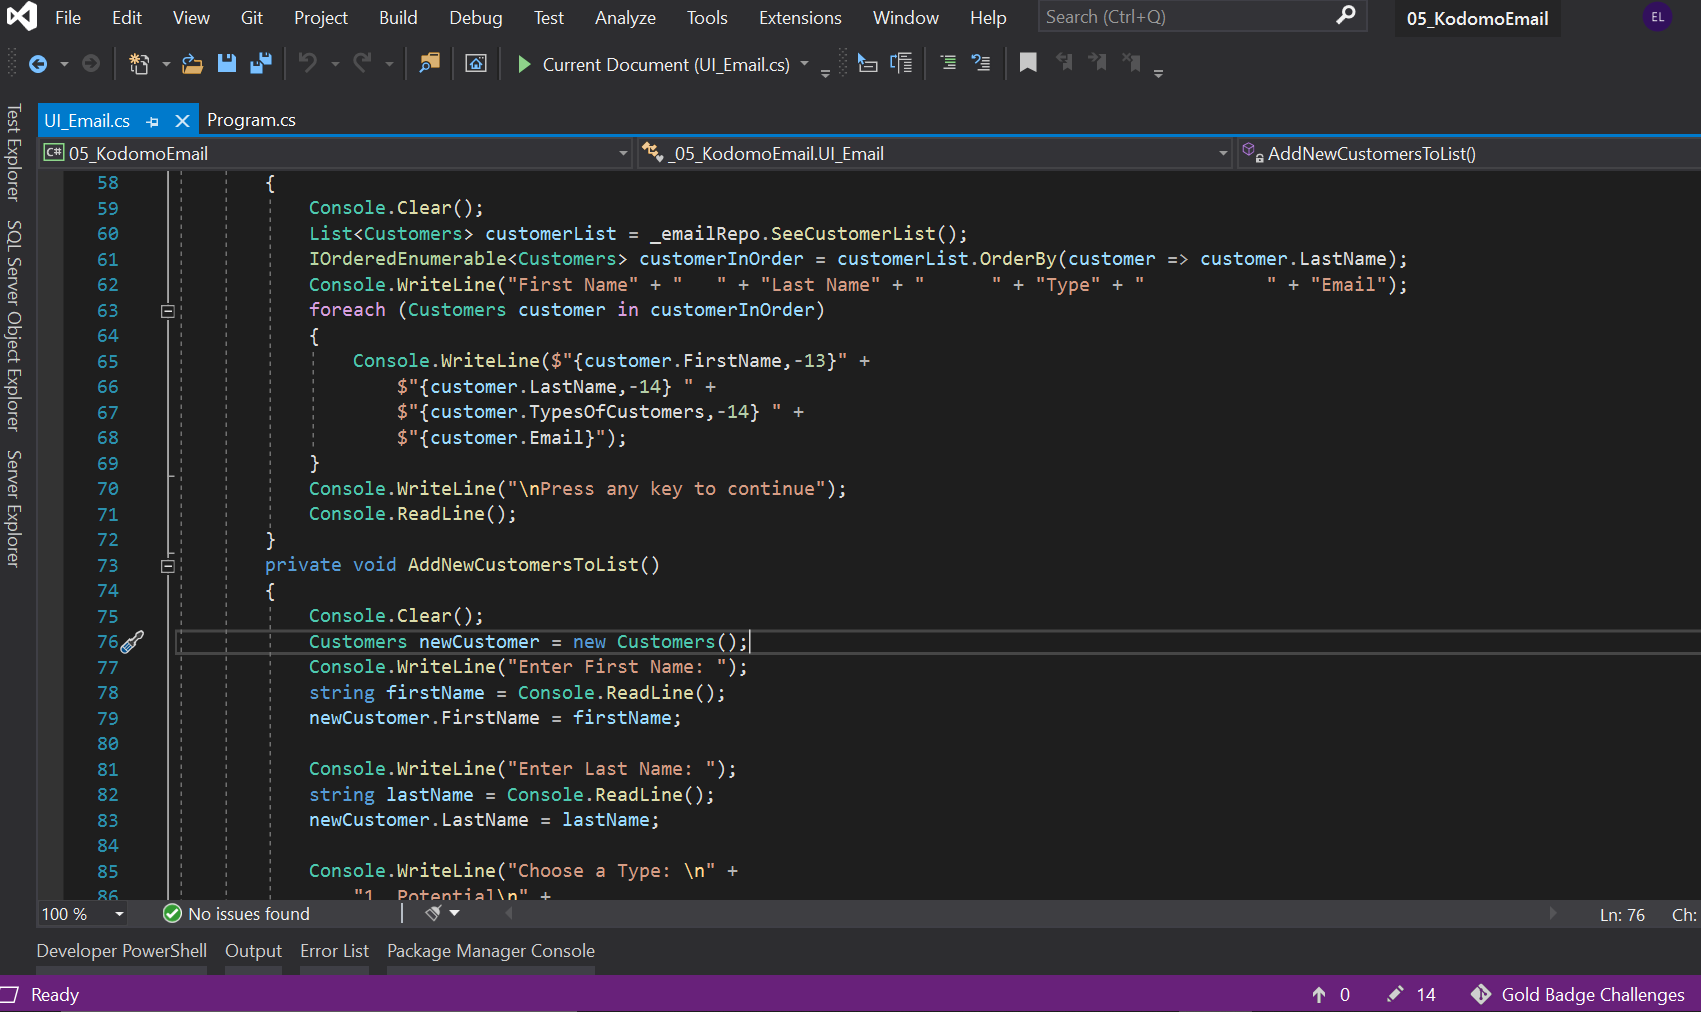 File Edit View Git Project Build Debug Test Analyze Tools Extensions Window Help Search (Ctrl+Q) 05_KodomoEmail EL
Current Document (UI_Email.cs)
Test Explorer
SQL Server Object Explorer
Server Explorer
UI_Email.cs Program.cs
C# 05_KodomoEmail _05_KodomoEmail.UI_Email AddNewCustomersToList()
58 {
59 Console.Clear();
60 List<Customers> customerList = _emailRepo.SeeCustomerList();
61 IOrderedEnumerable<Customers> customerInOrder = customerList.OrderBy(customer => customer.LastName);
62 Console.WriteLine("First Name" + "   " + "Last Name" + "      " + "Type" + "           " + "Email");
63 foreach (Customers customer in customerInOrder)
64 {
65 Console.WriteLine($"{customer.FirstName,-13}" +
66 $"{customer.LastName,-14} " +
67 $"{customer.TypesOfCustomers,-14} " +
68 $"{customer.Email}");
69 }
70 Console.WriteLine("\nPress any key to continue");
71 Console.ReadLine();
72 }
73 private void AddNewCustomersToList()
74 {
75 Console.Clear();
76 Customers newCustomer = new Customers();
77 Console.WriteLine("Enter First Name: ");
78 string firstName = Console.ReadLine();
79 newCustomer.FirstName = firstName;
80
81 Console.WriteLine("Enter Last Name: ");
82 string lastName = Console.ReadLine();
83 newCustomer.LastName = lastName;
84
85 Console.WriteLine("Choose a Type: \n" +
86 "1. Potential\n" +
100 % No issues found Ln: 76 Ch:
Developer PowerShell Output Error List Package Manager Console
Ready 0 14 Gold Badge Challenges